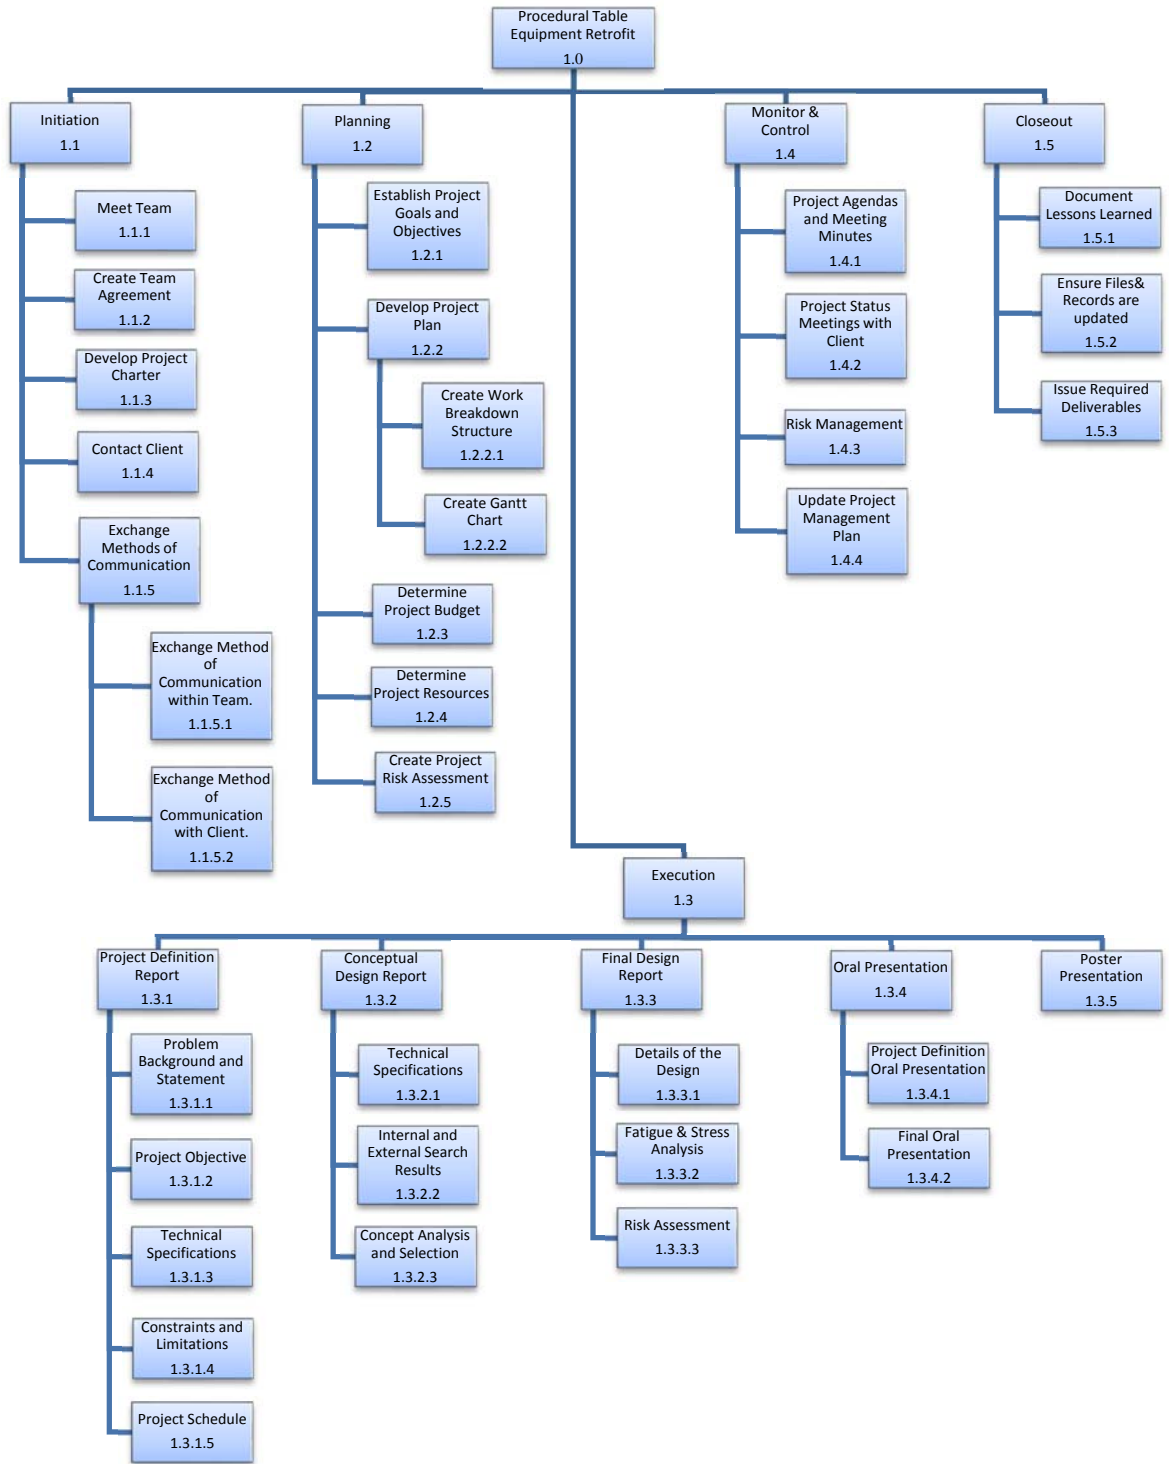 Procedural Table
Equipment Retrofit
1.0
Initiation
1.1
Meet Team
1.1.1
Create Team
Agreement
1.1.2
Develop Project
Charter
1.1.3
Contact Client
1.1.4
Exchange
Methods of
Communication
1.1.5
Exchange Method
of
Communication
within Team.
1.1.5.1
Exchange Method
of
Communication
with Client.
1.1.5.2
Planning
1.2
Establish Project
Goals and
Objectives
1.2.1
Develop Project
Plan
1.2.2
Create Work
Breakdown
Structure
1.2.2.1
Create Gantt
Chart
1.2.2.2
Determine
Project Budget
1.2.3
Determine
Project Resources
1.2.4
Create Project
Risk Assessment
1.2.5
Monitor &
Control
1.4
Project Agendas
and Meeting
Minutes
1.4.1
Project Status
Meetings with
Client
1.4.2
Risk Management
1.4.3
Update Project
Management
Plan
1.4.4
Closeout
1.5
Document
Lessons Learned
1.5.1
Ensure Files&
Records are
updated
1.5.2
Issue Required
Deliverables
1.5.3
Execution
1.3
Project Definition
Report
1.3.1
Problem
Background and
Statement
1.3.1.1
Project Objective
1.3.1.2
Technical
Specifications
1.3.1.3
Constraints and
Limitations
1.3.1.4
Project Schedule
1.3.1.5
Conceptual
Design Report
1.3.2
Technical
Specifications
1.3.2.1
Internal and
External Search
Results
1.3.2.2
Concept Analysis
and Selection
1.3.2.3
Final Design
Report
1.3.3
Details of the
Design
1.3.3.1
Fatigue & Stress
Analysis
1.3.3.2
Risk Assessment
1.3.3.3
Oral Presentation
1.3.4
Project Definition
Oral Presentation
1.3.4.1
Final Oral
Presentation
1.3.4.2
Poster
Presentation
1.3.5